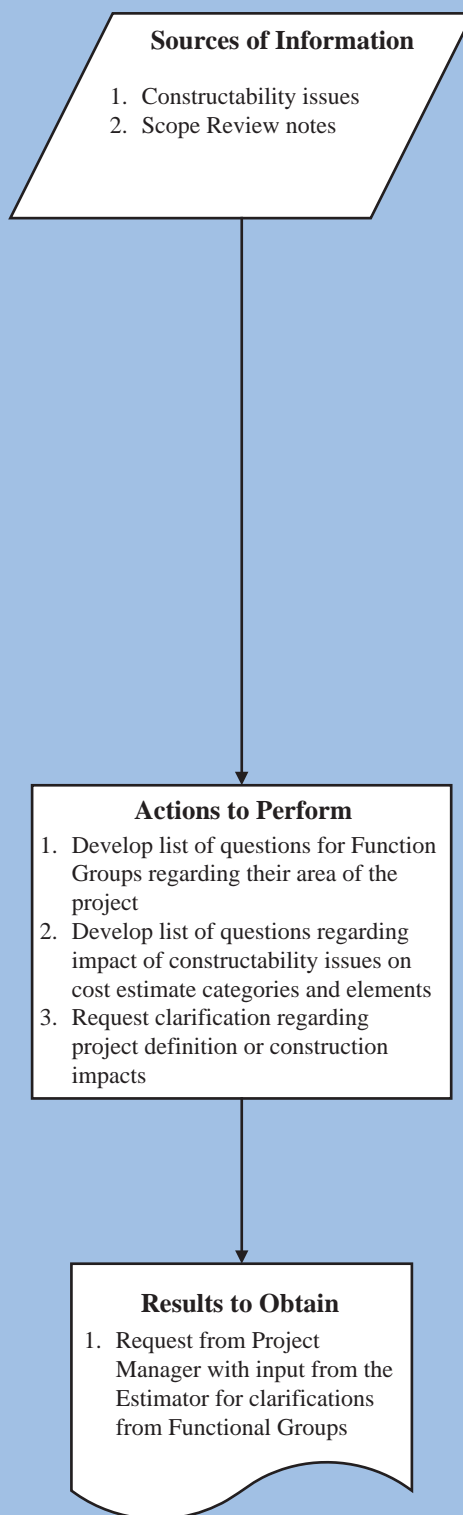 Sources of Information
1. Constructability issues
2. Scope Review notes
Actions to Perform
1. Develop list of questions for Function
Groups regarding their area of the
project
2. Develop list of questions regarding
impact of constructability issues on
cost estimate categories and elements
3. Request clarification regarding
project definition or construction
impacts
Results to Obtain
1. Request from Project
Manager with input from the
Estimator for clarifications
from Functional Groups